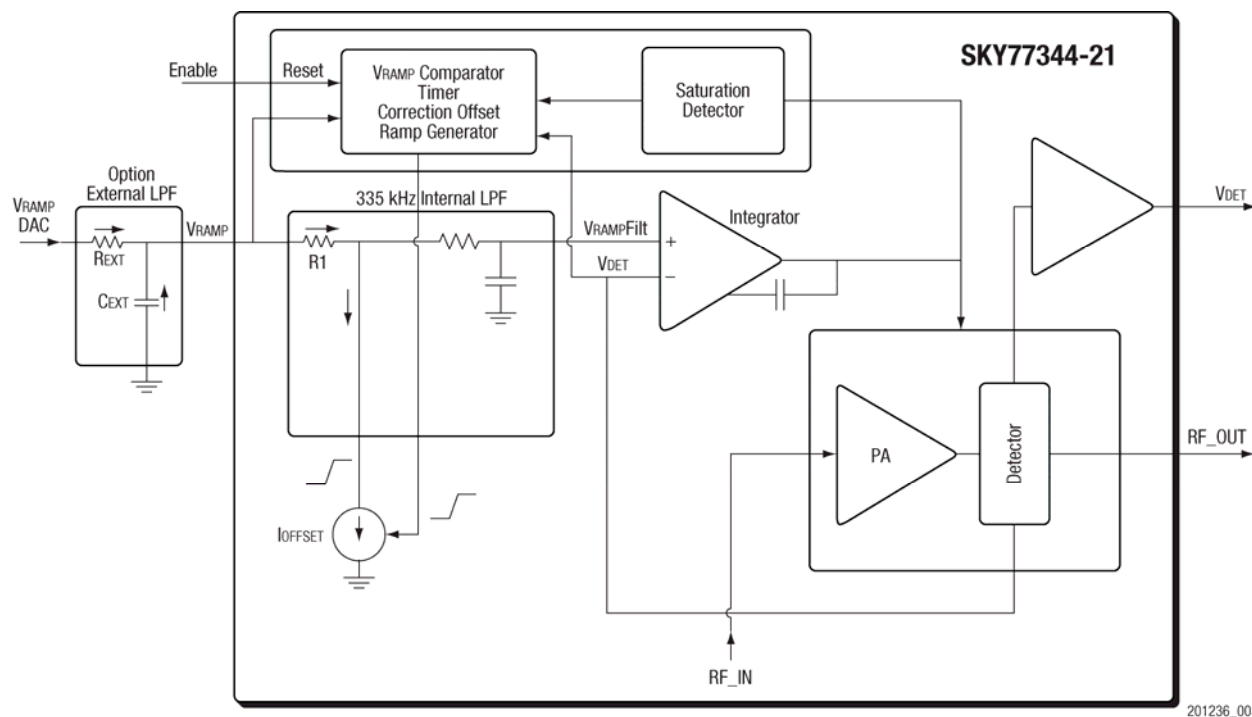 SKY77344-21
Enable
Reset
VRAMP Comparator
Timer
Correction Offset
Ramp Generator
Saturation
Detector
Option
External LPF
VRAMP
DAC
REXT
CEXT
VRAMP
335 kHz Internal LPF
R1
VRAMPFilt
VDET
+
−
Integrator
VDET
PA
Detector
RF_OUT
IOFFSET
RF_IN
201236_00